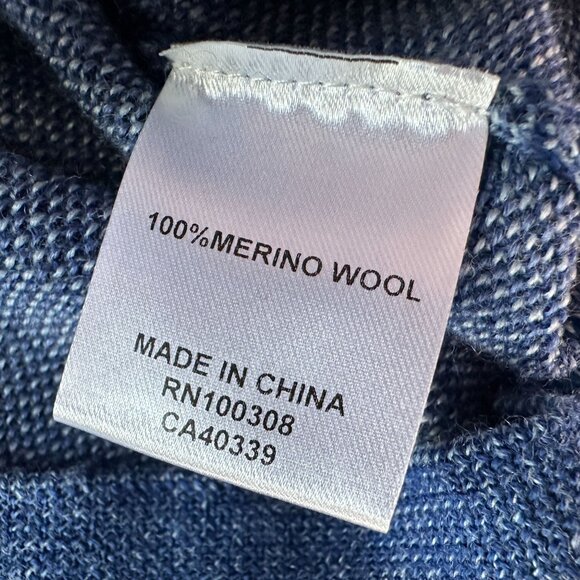 100%MERINO WOOL
MADE IN CHINA
RN100308
CA40339